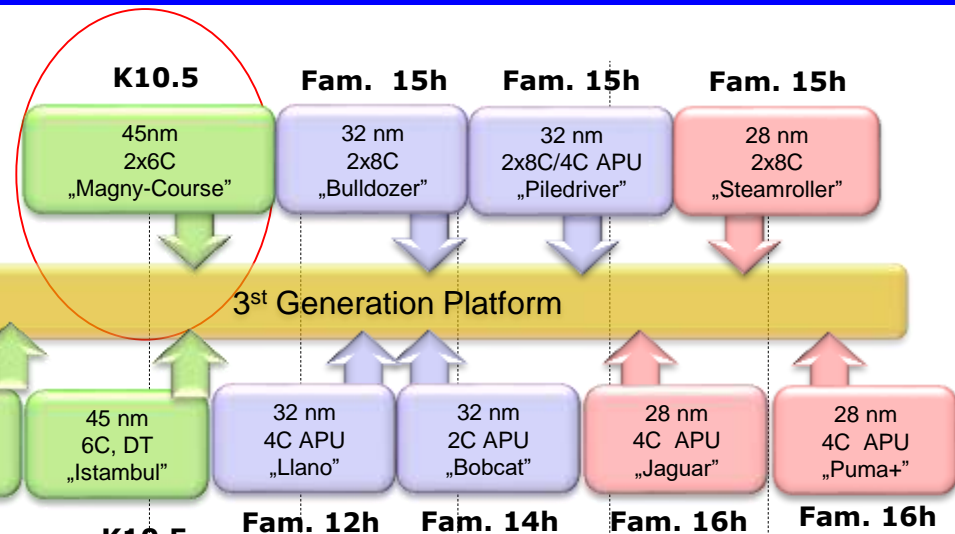 K10.5
Fam. 15h
Fam. 15h
Fam. 15h
45nm
2x6C
„Magny-Course”
32 nm
2x8C
„Bulldozer”
32 nm
2x8C/4C APU
„Piledriver”
28 nm
2x8C
„Steamroller”
3st Generation Platform
45 nm
6C, DT
„Istambul”
32 nm
4C APU
„Llano”
32 nm
2C APU
„Bobcat”
28 nm
4C APU
„Jaguar”
28 nm
4C APU
„Puma+”
K10.5
Fam. 12h
Fam. 14h
Fam. 16h
Fam. 16h